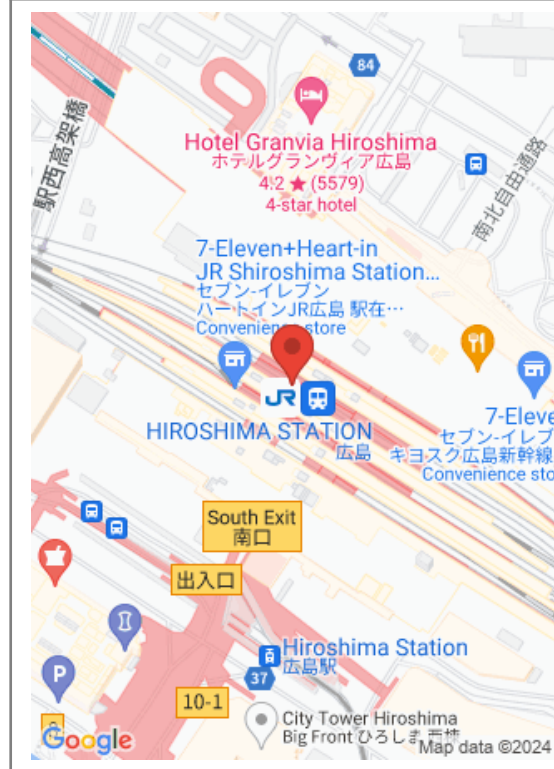 84
Hotel Granvia Hiroshima
ホテルグランヴィア広島
4.2 ★ (5579)
4-star hotel
駅西高架橋
南北自由通路
7-Eleven+Heart-in
JR Shiroshima Station...
セブン-イレブン
ハートインJR広島 駅在…
Convenience store
JR
HIROSHIMA STATION
広島
7-Eleve
セブン-イレブ
キヨスク広島新幹線
Convenience sto
South Exit
南口
出入口
Hiroshima Station
広島駅
37
P
10-1
City Tower Hiroshima
Big Front ひろしま
Google
Map data ©2024